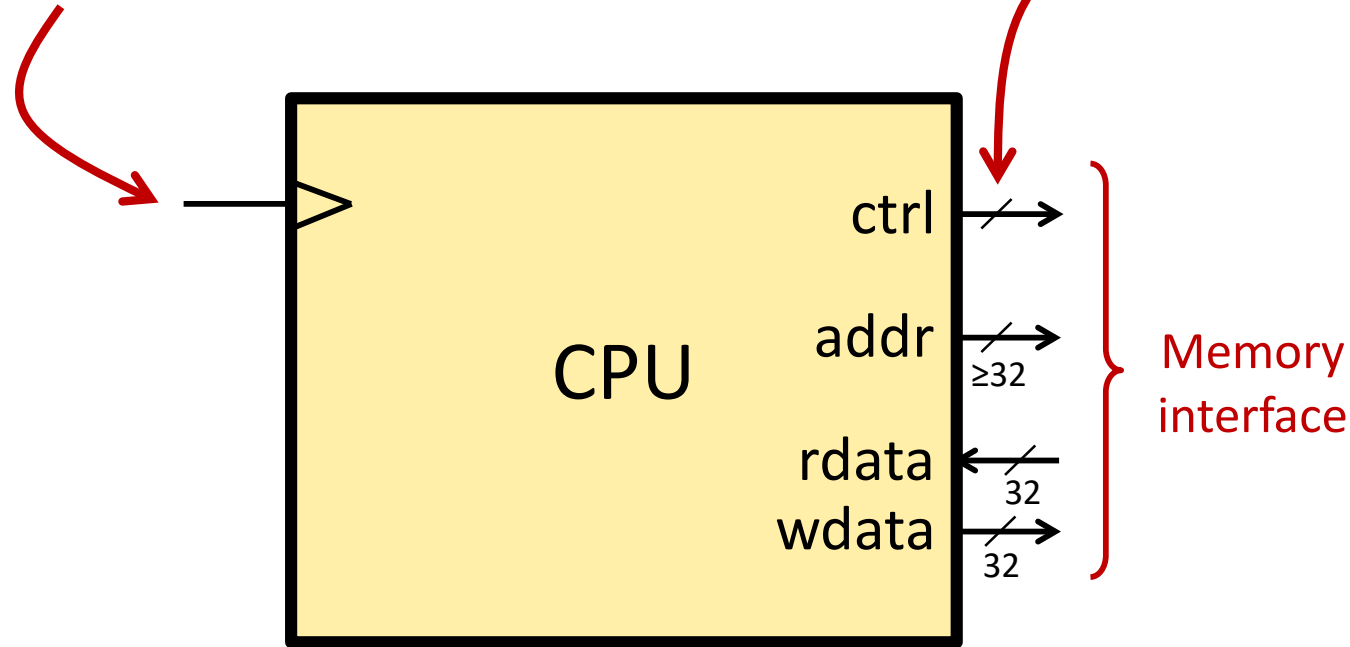 ctrl
addr
≥32
CPU
Memory
interface
rdata
32
wdata
32